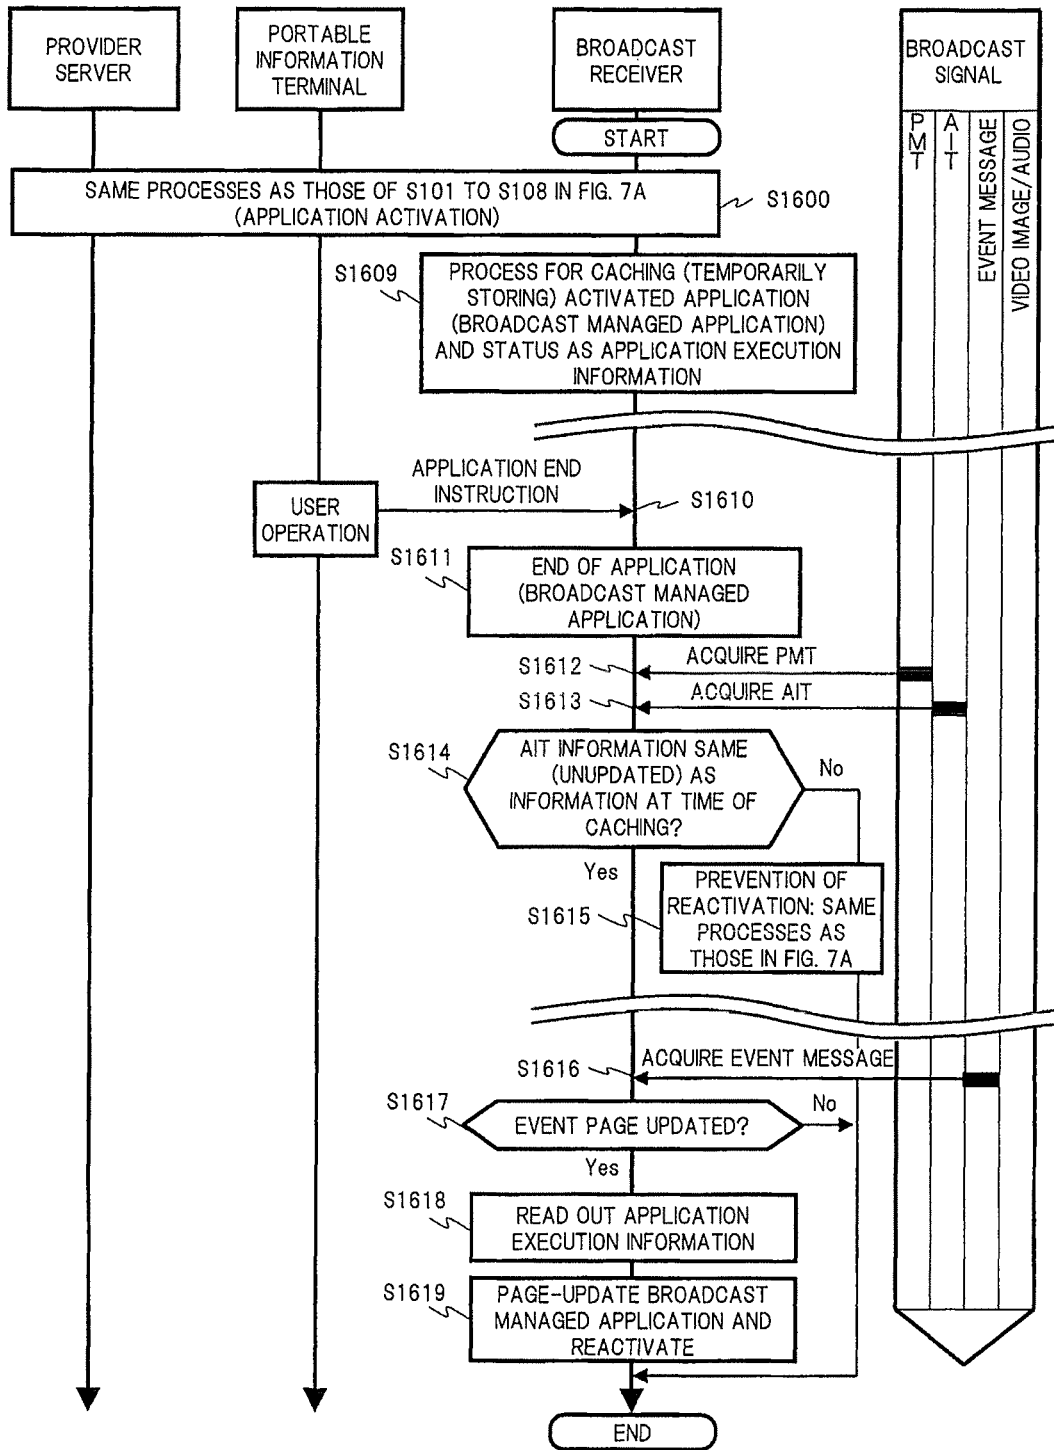 PROVIDER
SERVER
PORTABLE
INFORMATION
TERMINAL
BROADCAST
RECEIVER
BROADCAST
SIGNAL
START
PMT
AIT
EVENT MESSAGE
VIDEO IMAGE/AUDIO
SAME PROCESSES AS THOSE OF S101 TO S108 IN FIG. 7A
(APPLICATION ACTIVATION)
S1600
S1609
PROCESS FOR CACHING (TEMPORARILY
STORING) ACTIVATED APPLICATION
(BROADCAST MANAGED APPLICATION)
AND STATUS AS APPLICATION EXECUTION
INFORMATION
APPLICATION END
INSTRUCTION
USER
OPERATION
S1610
S1611
END OF APPLICATION
(BROADCAST MANAGED
APPLICATION)
S1612
ACQUIRE PMT
S1613
ACQUIRE AIT
S1614
AIT INFORMATION SAME
(UNUPDATED) AS
INFORMATION AT TIME OF
CACHING?
No
Yes
S1615
PREVENTION OF
REACTIVATION: SAME
PROCESSES AS
THOSE IN FIG. 7A
S1616
ACQUIRE EVENT MESSAGE
S1617
EVENT PAGE UPDATED?
No
Yes
S1618
READ OUT APPLICATION
EXECUTION INFORMATION
S1619
PAGE-UPDATE BROADCAST
MANAGED APPLICATION AND
REACTIVATE
END